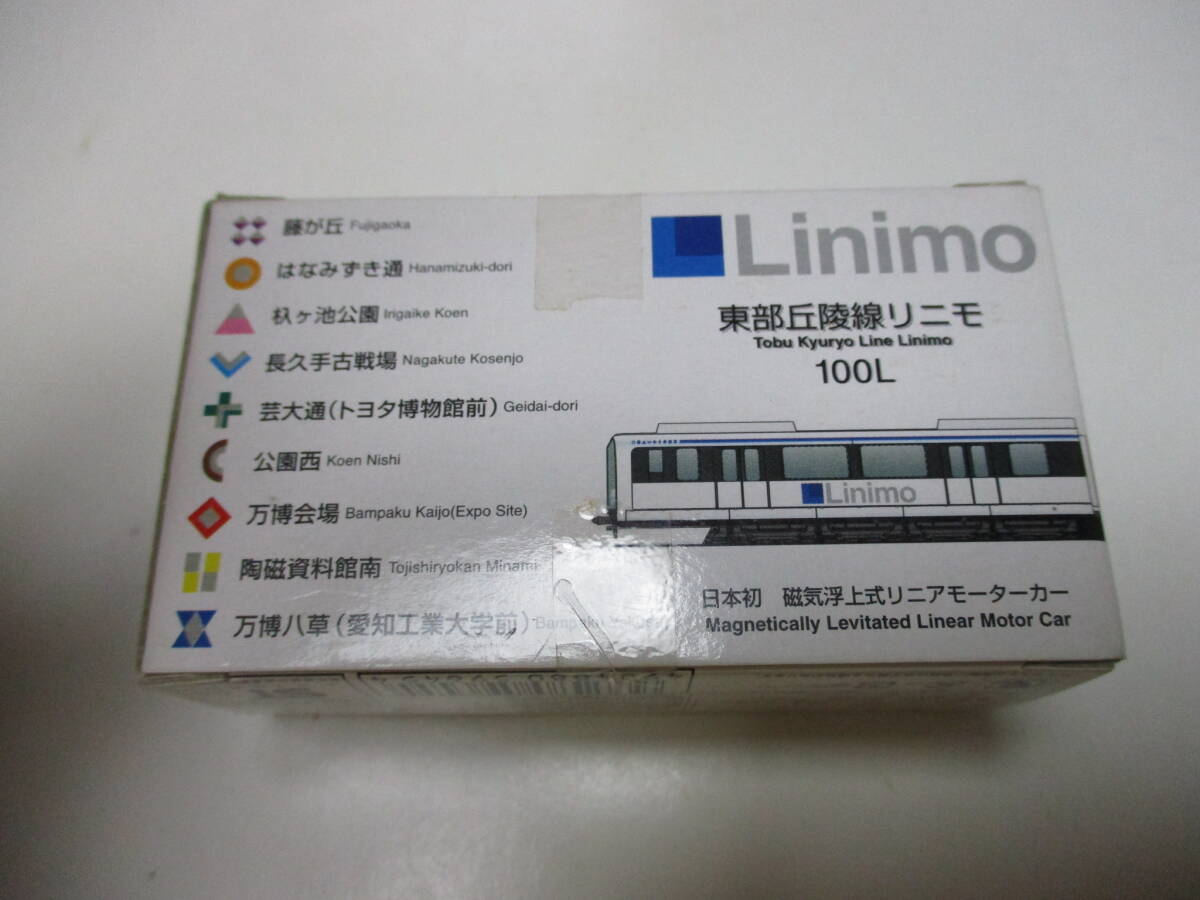 藤が丘 Fujigaoka
はなみずき通 Hanamizuki-dori
杁ヶ池公園 Irigaike Koen
長久手古戦場 Nagakute Kosenjo
芸大通(トヨタ博物館前) Geidai-dori
公園西 Koen Nishi
万博会場 Bampaku Kaijo(Expo Site)
陶磁資料館南 Tojishiryokan Minami
万博八草(愛知工業大学前) Bampaku
Linimo
東部丘陵線リニモ
Tobu Kyuryo Line Linimo
100L
Linimo
日本初 磁気浮上式リニアモーターカー
Magnetically Levitated Linear Motor Car